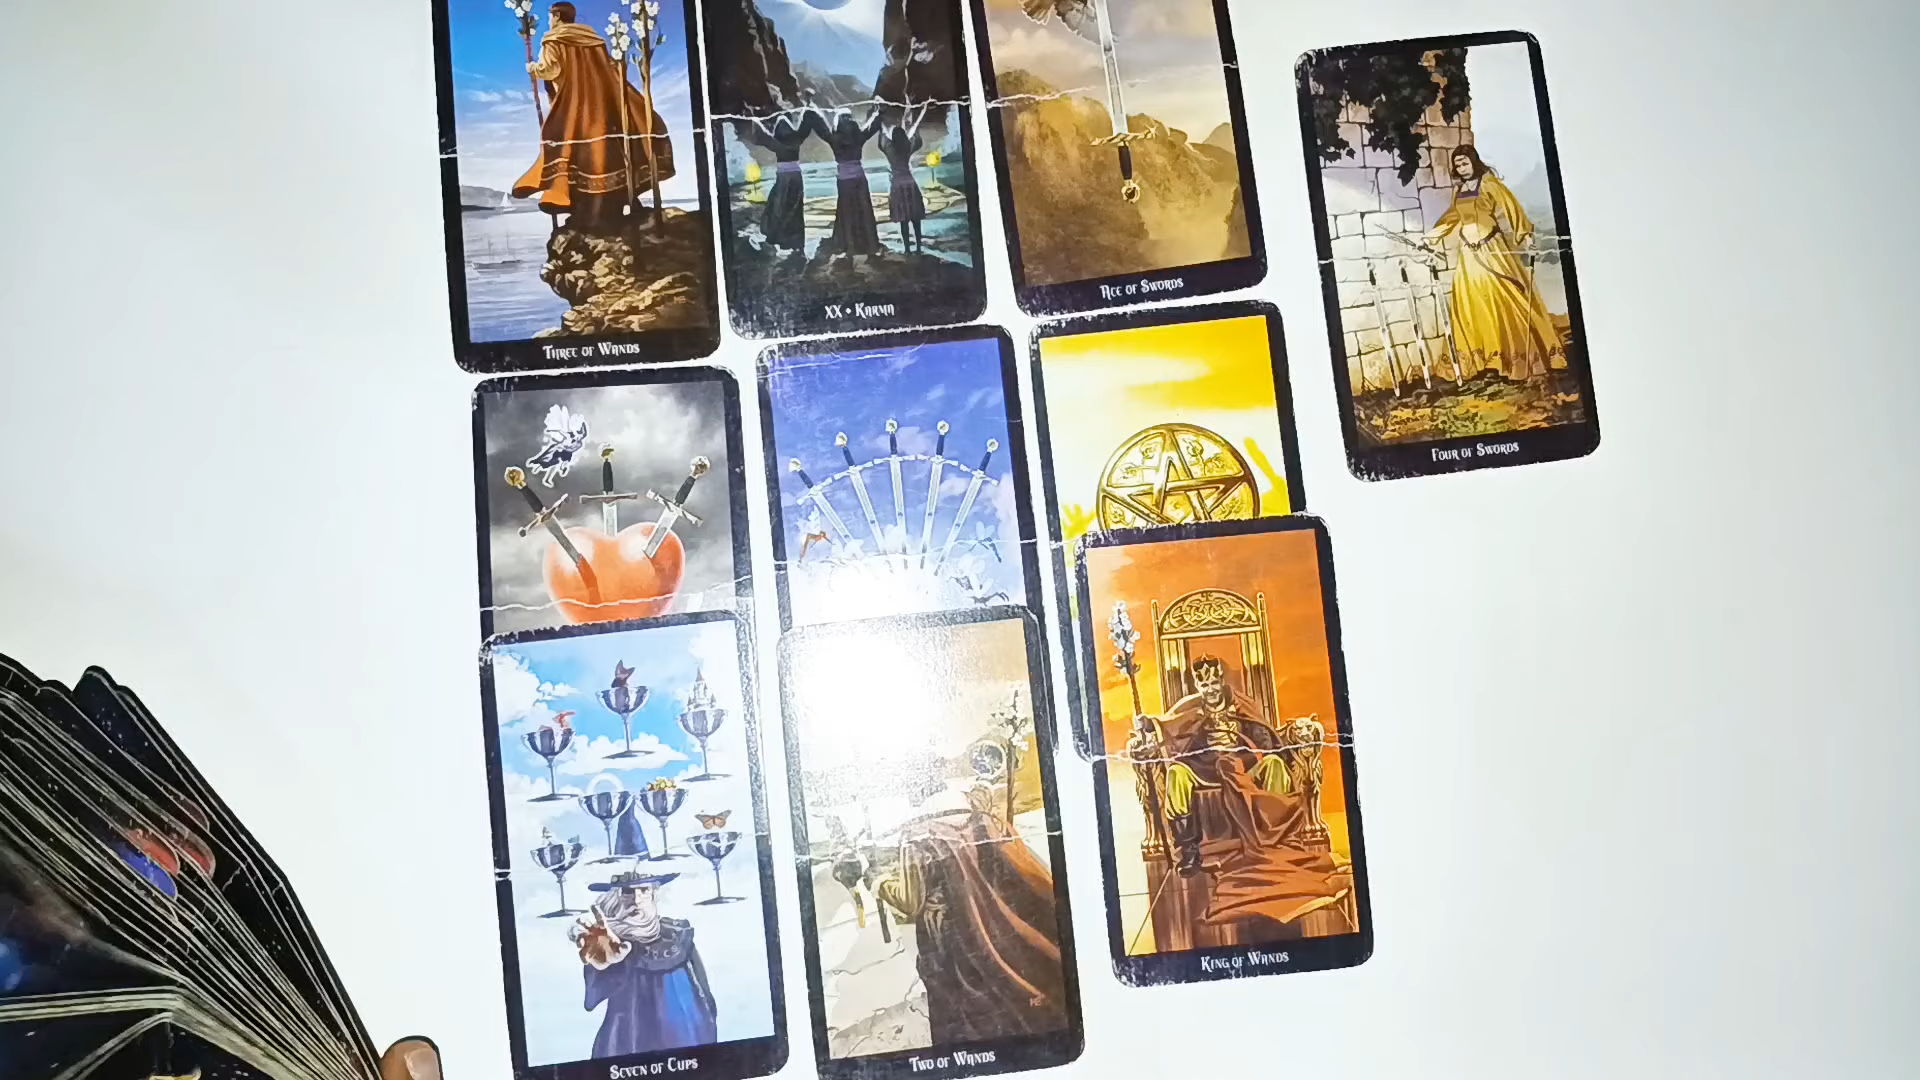 Three of Wands
XX • Karma
Ace of Swords
Four of Swords
King of Wands
Seven of Cups
Two of Wands